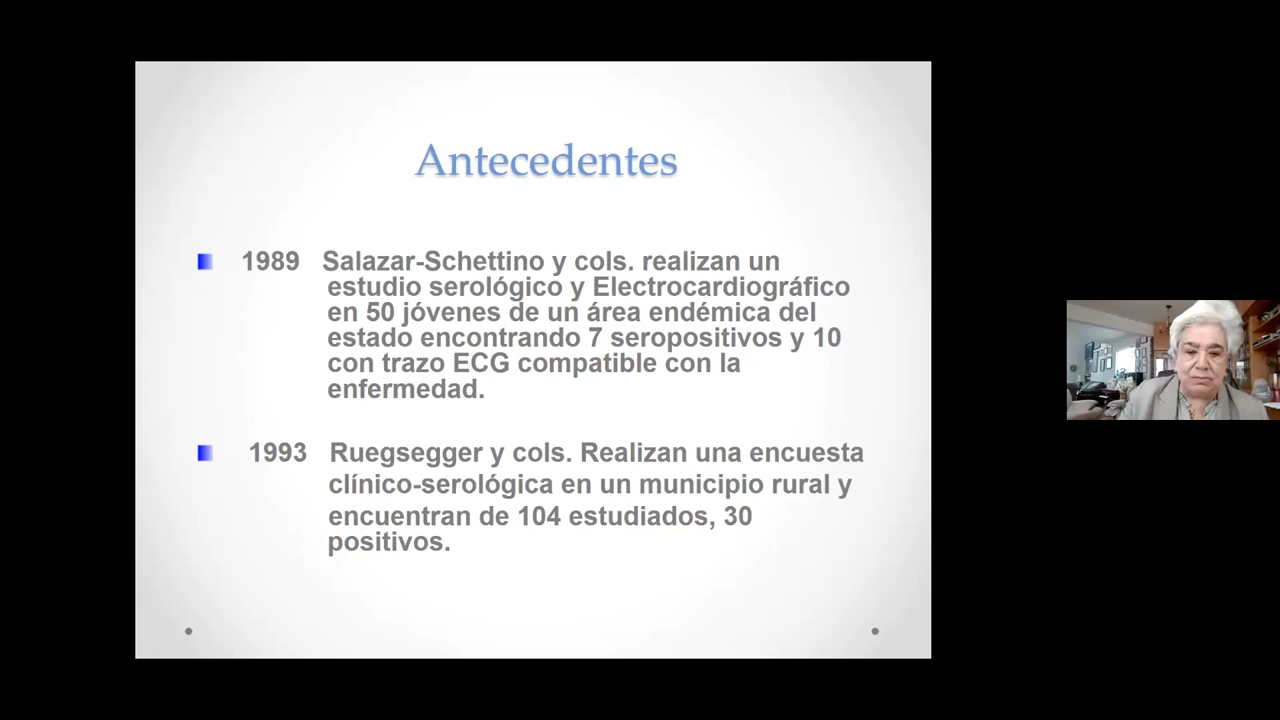 Antecedentes
1989 Salazar-Schettino y cols. realizan un
estudio serológico y Electrocardiográfico
en 50 jóvenes de un área endémica del
estado encontrando 7 seropositivos y 10
con trazo ECG compatible con la
enfermedad.
1993 Ruegsegger y cols. Realizan una encuesta
clínico-serológica en un municipio rural y
encuentran de 104 estudiados, 30
positivos.